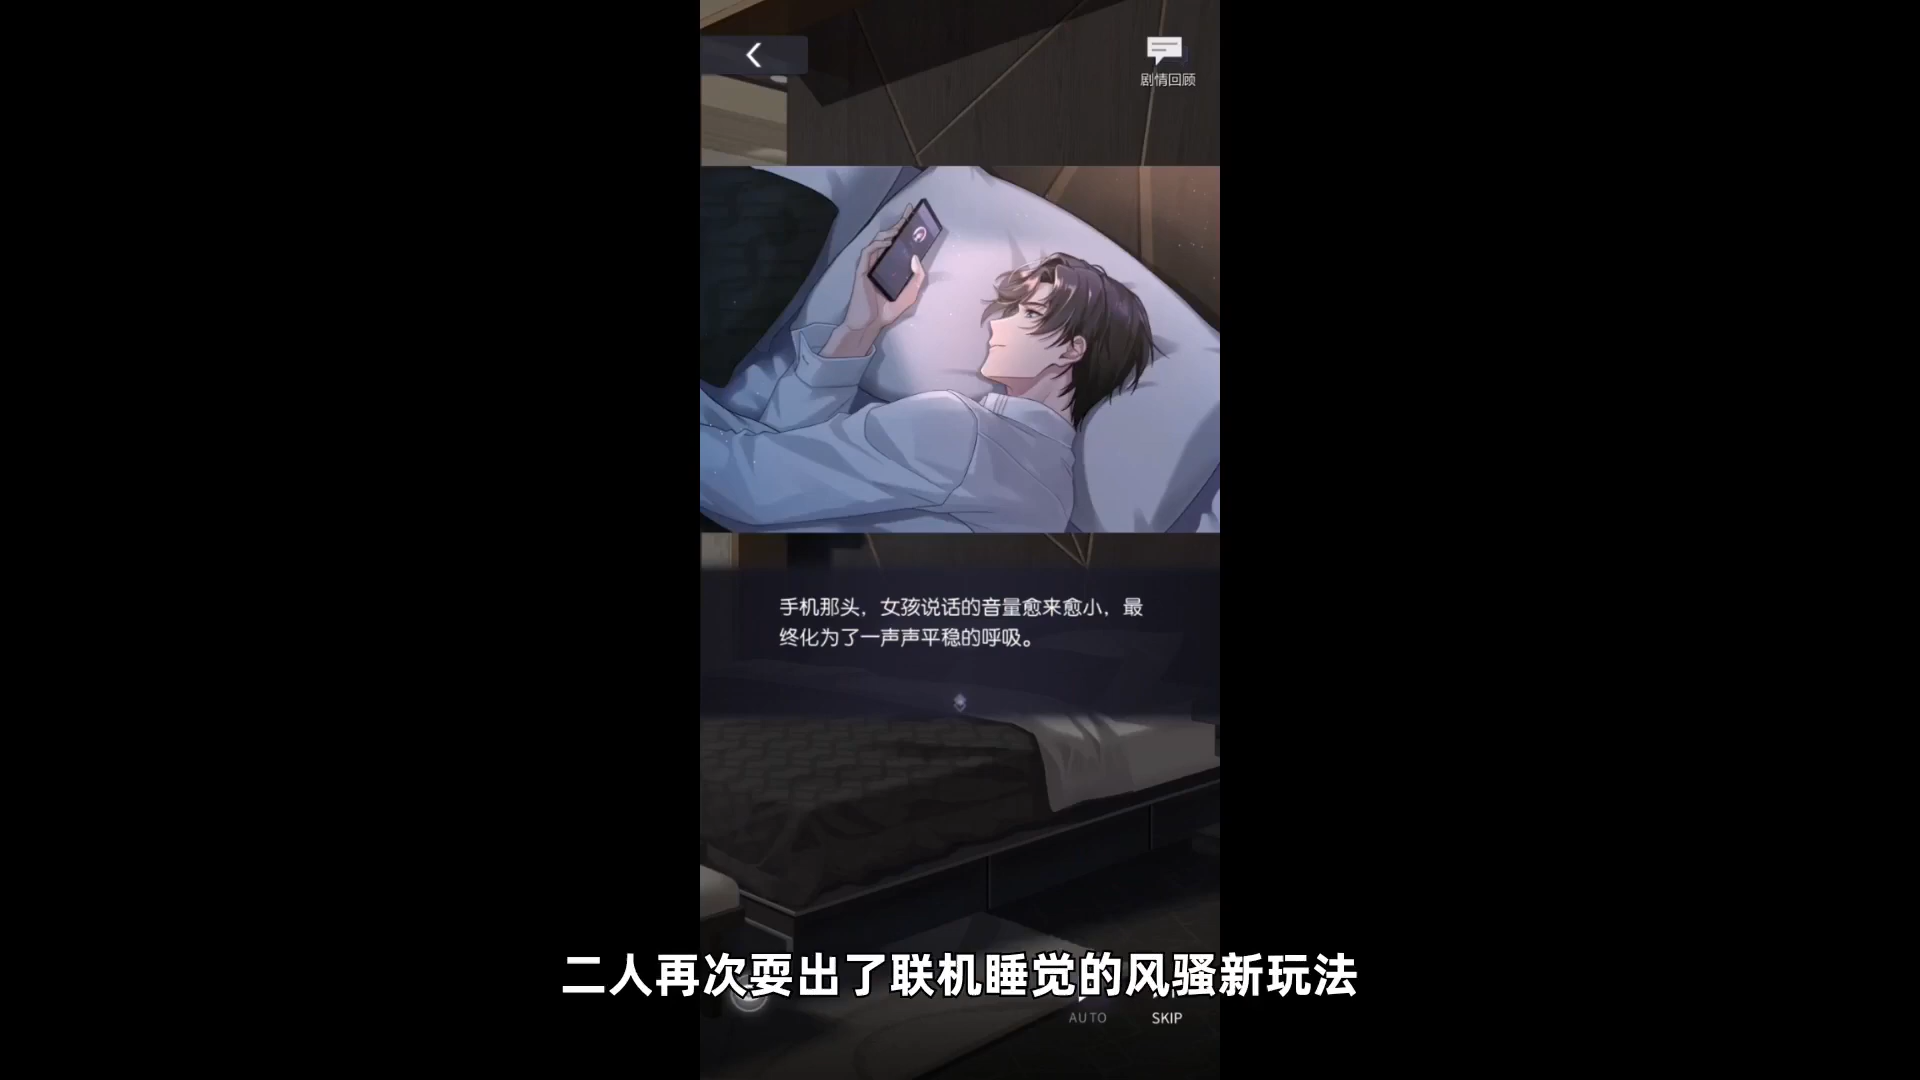 剧情回顾
手机那头，女孩说话的音量愈来愈小，最
终化为了一声声平稳的呼吸。
二人再次耍出了联机睡觉的风骚新玩法
AUTO
SKIP